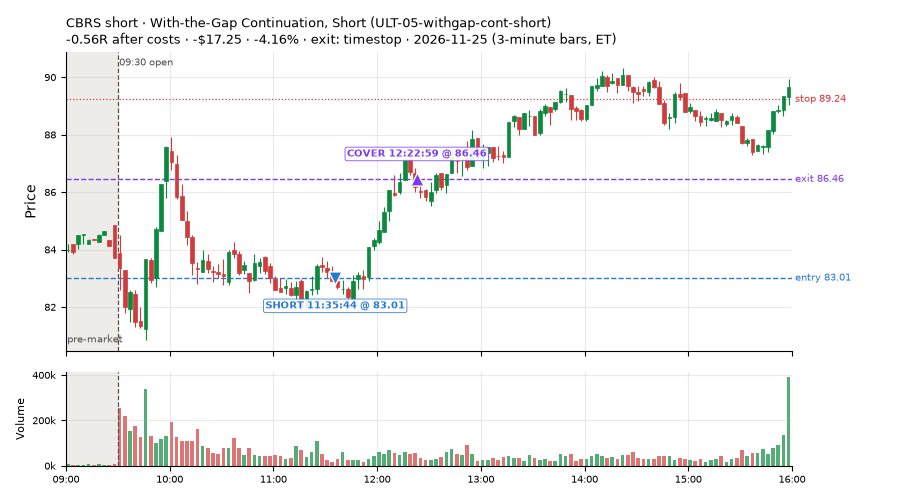 CBRS short · With-the-Gap Continuation, Short (ULT-05-withgap-cont-short)
-0.56R after costs · -$17.25 · -4.16% · exit: timestop · 2026-11-25 (3-minute bars, ET)
09:30 open
90
88
86
84
82
Price
stop 89.24
COVER 12:22:59 @ 86.46
exit 86.46
entry 83.01
SHORT 11:35:44 @ 83.01
pre-market
400k
200k
0k
Volume
09:00
10:00
11:00
12:00
13:00
14:00
15:00
16:00